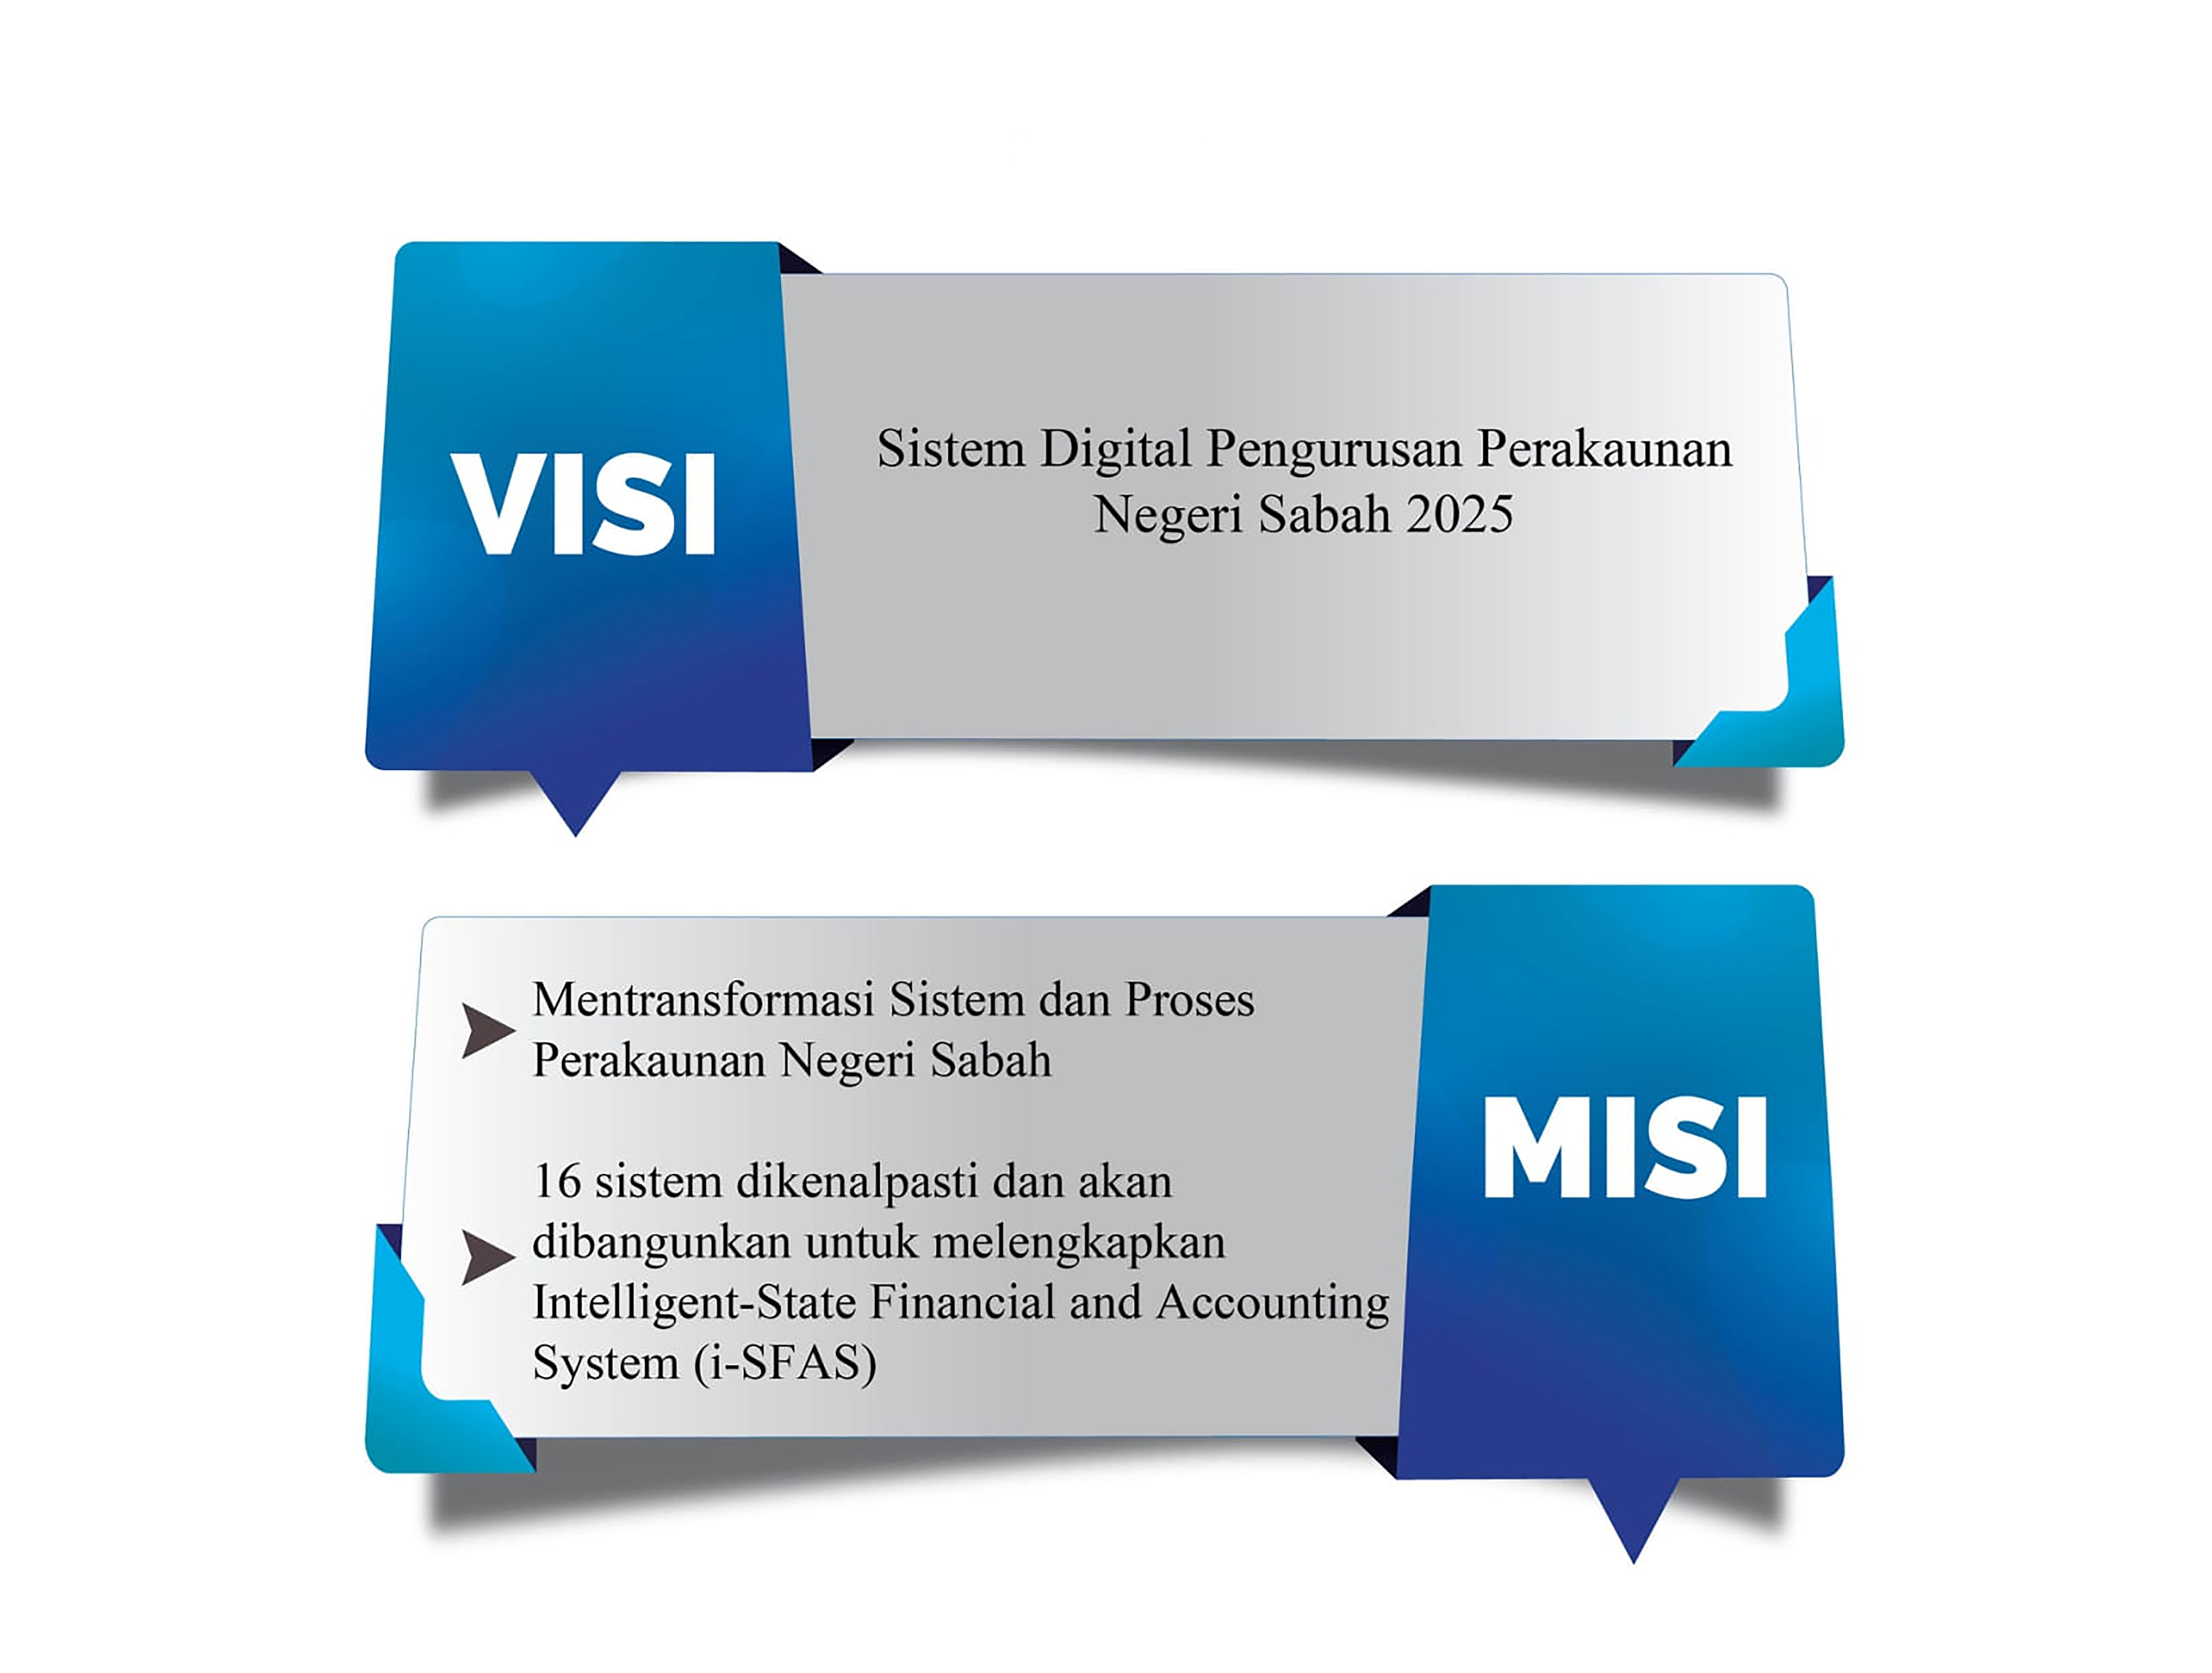 VISI
Sistem Digital Pengurusan Perakaunan
Negeri Sabah 2025
Mentransformasi Sistem dan Proses
Perakaunan Negeri Sabah
16 sistem dikenalpasti dan akan
dibangunkan untuk melengkapkan
Intelligent-State Financial and Accounting
System (i-SFAS)
MISI